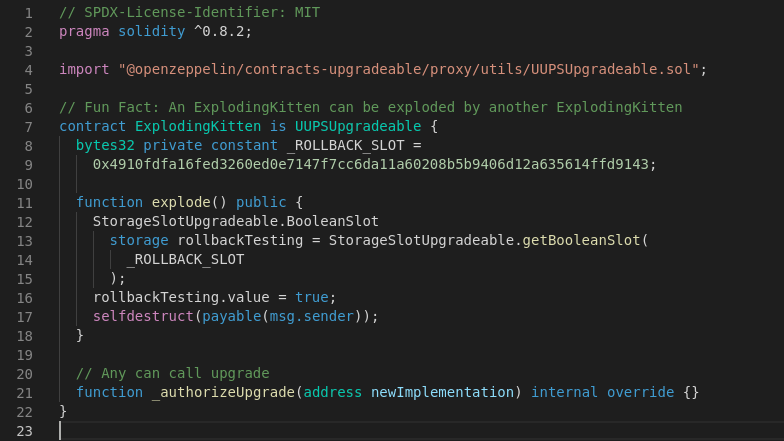 1 // SPDX-License-Identifier: MIT
2 pragma solidity ^0.8.2;
3
4 import "@openzeppelin/contracts-upgradeable/proxy/utils/UUPSUpgradeable.sol";
5
6 // Fun Fact: An ExplodingKitten can be exploded by another ExplodingKitten
7 contract ExplodingKitten is UUPSUpgradeable {
8 bytes32 private constant _ROLLBACK_SLOT =
9 0x4910fdfa16fed3260ed0e7147f7cc6da11a60208b5b9406d12a635614ffd9143;
10
11 function explode() public {
12 StorageSlotUpgradeable.BooleanSlot
13 storage rollbackTesting = StorageSlotUpgradeable.getBooleanSlot(
14 _ROLLBACK_SLOT
15 );
16 rollbackTesting.value = true;
17 selfdestruct(payable(msg.sender));
18 }
19
20 // Any can call upgrade
21 function _authorizeUpgrade(address newImplementation) internal override {}
22 }
23